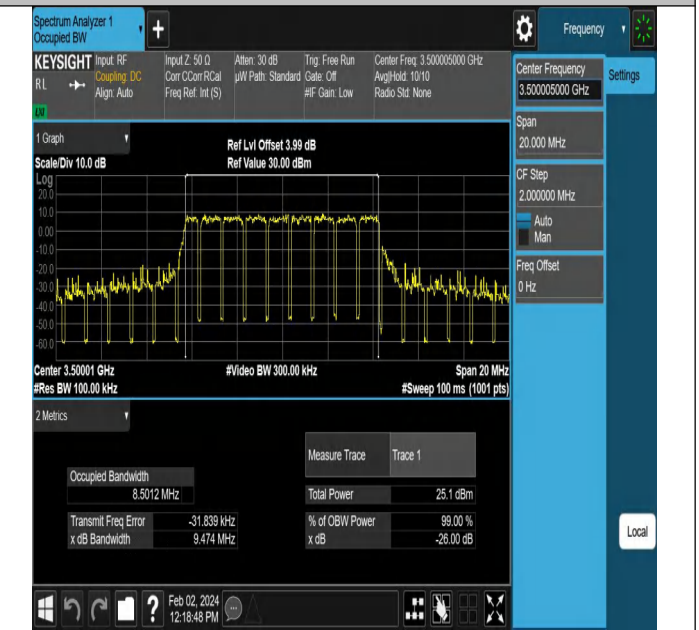 Spectrum Analyzer 1
Occupied BW
Frequency
KEYSIGHT
RL
Input: RF
Coupling: DC
Align: Auto
Input Z: 50 Ω
Corr CCorr RCal
Freq Ref: Int (S)
Atten: 30 dB
µW Path: Standard
Trig: Free Run
Gate: Off
#IF Gain: Low
Center Freq: 3.500005000 GHz
Avg|Hold: 10/10
Radio Std: None
Center Frequency
3.500005000 GHz
Settings
Span
20.000 MHz
CF Step
2.000000 MHz
Auto
Man
Freq Offset
0 Hz
Local
1 Graph
Scale/Div 10.0 dB
Ref Lvl Offset 3.99 dB
Ref Value 30.00 dBm
Log
20.0
10.0
0.00
-10.0
-20.0
-30.0
-40.0
-50.0
-60.0
Center 3.50001 GHz
#Res BW 100.00 kHz
#Video BW 300.00 kHz
Span 20 MHz
#Sweep 100 ms (1001 pts)
2 Metrics
Measure Trace
Trace 1
Occupied Bandwidth
8.5012 MHz
Total Power
25.1 dBm
Transmit Freq Error
-31.839 kHz
% of OBW Power
99.00 %
x dB Bandwidth
9.474 MHz
x dB
-26.00 dB
?
Feb 02, 2024
12:18:48 PM